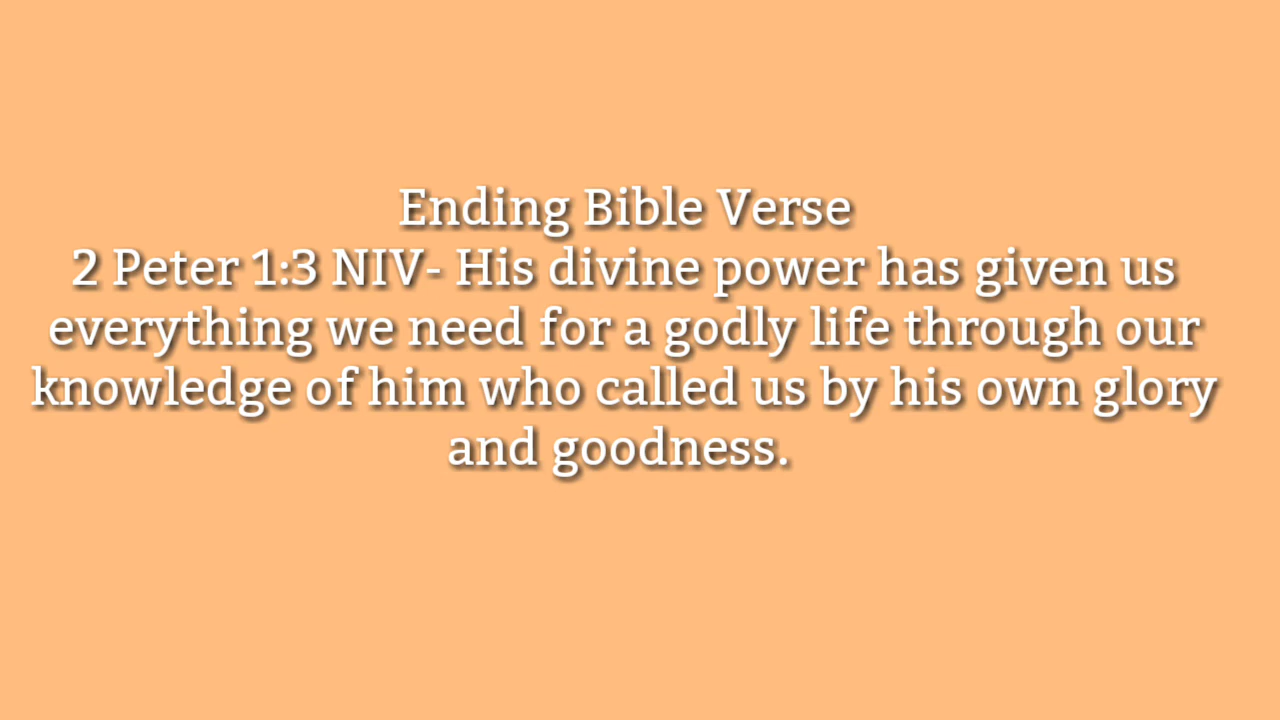 Ending Bible Verse
2 Peter 1:3 NIV- His divine power has given us
everything we need for a godly life through our
knowledge of him who called us by his own glory
and goodness.